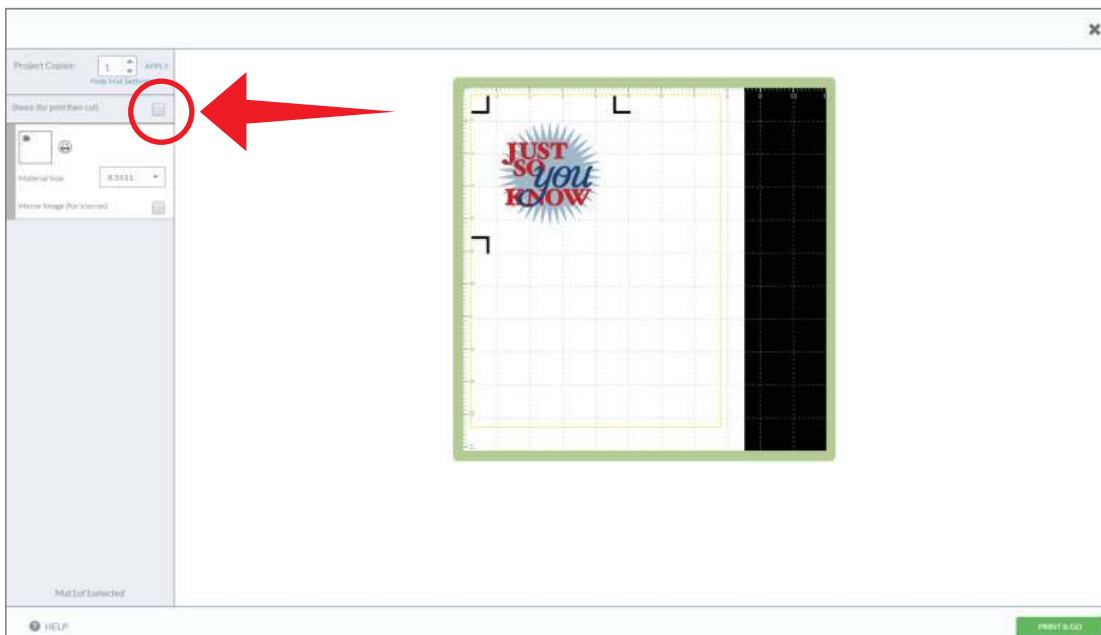 Project Copies: 1 APPLY
Hide Mat Settings
Bleed (for print then cut)
Material Size 8.5X11
Mirror Image (for iron-on)
JUST
SO you
KNOW
Mat 1 of 1 selected
HELP
PRINT & GO